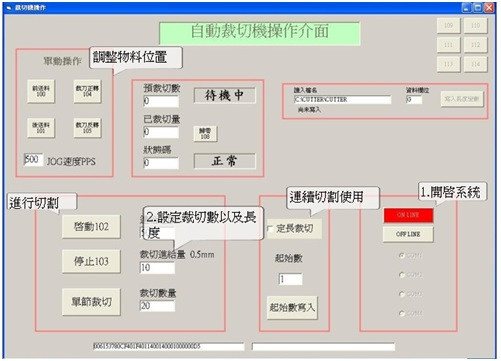 裁切機操作
自動裁切機操作介面
109
110
111
112
113
114
單動操作
調整物料位置
前送料
100
裁刀正轉
104
後送料
101
裁刀反轉
105
500 JOG速度PPS
預裁切數
0
待機中
已裁切量
0
歸零
108
狀態碼
0
正常
讀入檔名
資料欄位
C:\CUTTER\CUTTER
0
寫入長度變動
尚未寫入
進行切割
啓動102
2.設定裁切數以及長度
停止103
裁切進給量 0.5mm
10
單節裁切
裁切數量
20
連續切割使用
定長裁切
起始數
1
起始數寫入
1.開啓系統
ON LINE
OFF LINE
COM1
COM2
COM3
COM4